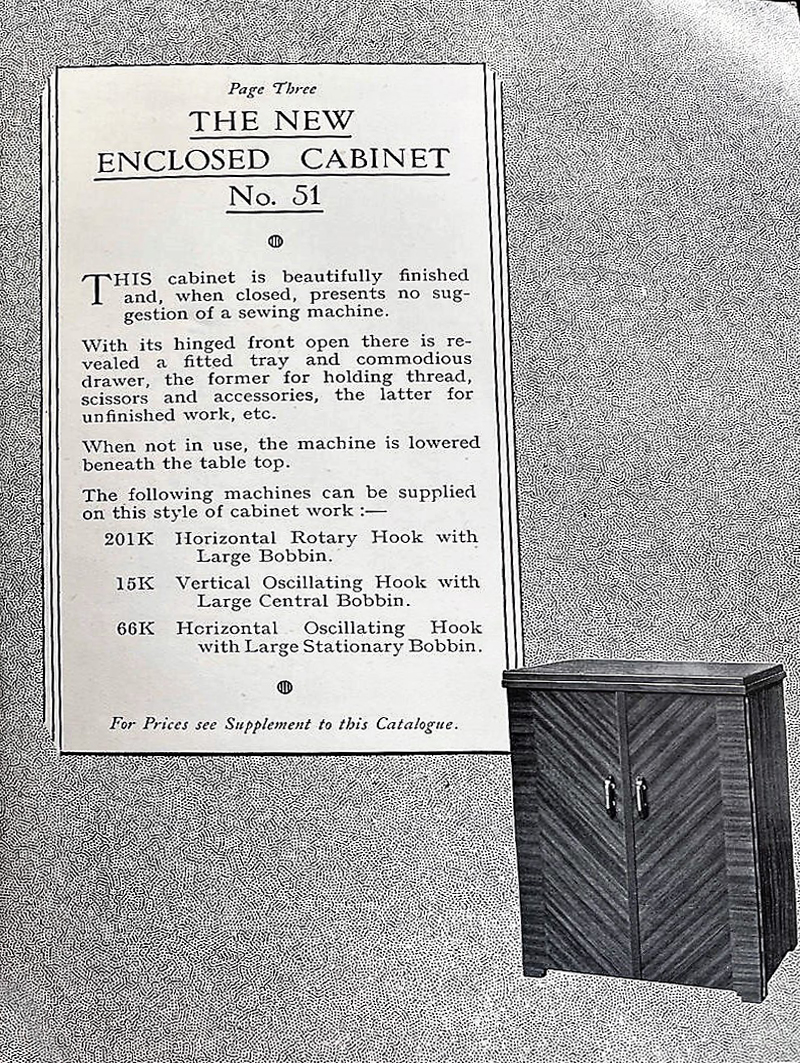 Page Three
THE NEW
ENCLOSED CABINET
No. 51
THIS cabinet is beautifully finished
and, when closed, presents no sug-
gestion of a sewing machine.
With its hinged front open there is re-
vealed a fitted tray and commodious
drawer, the former for holding thread,
scissors and accessories, the latter for
unfinished work, etc.
When not in use, the machine is lowered
beneath the table top.
The following machines can be supplied
on this style of cabinet work :—
201K Horizontal Rotary Hook with
Large Bobbin.
15K Vertical Oscillating Hook with
Large Central Bobbin.
66K Horizontal Oscillating Hook
with Large Stationary Bobbin.
For Prices see Supplement to this Catalogue.